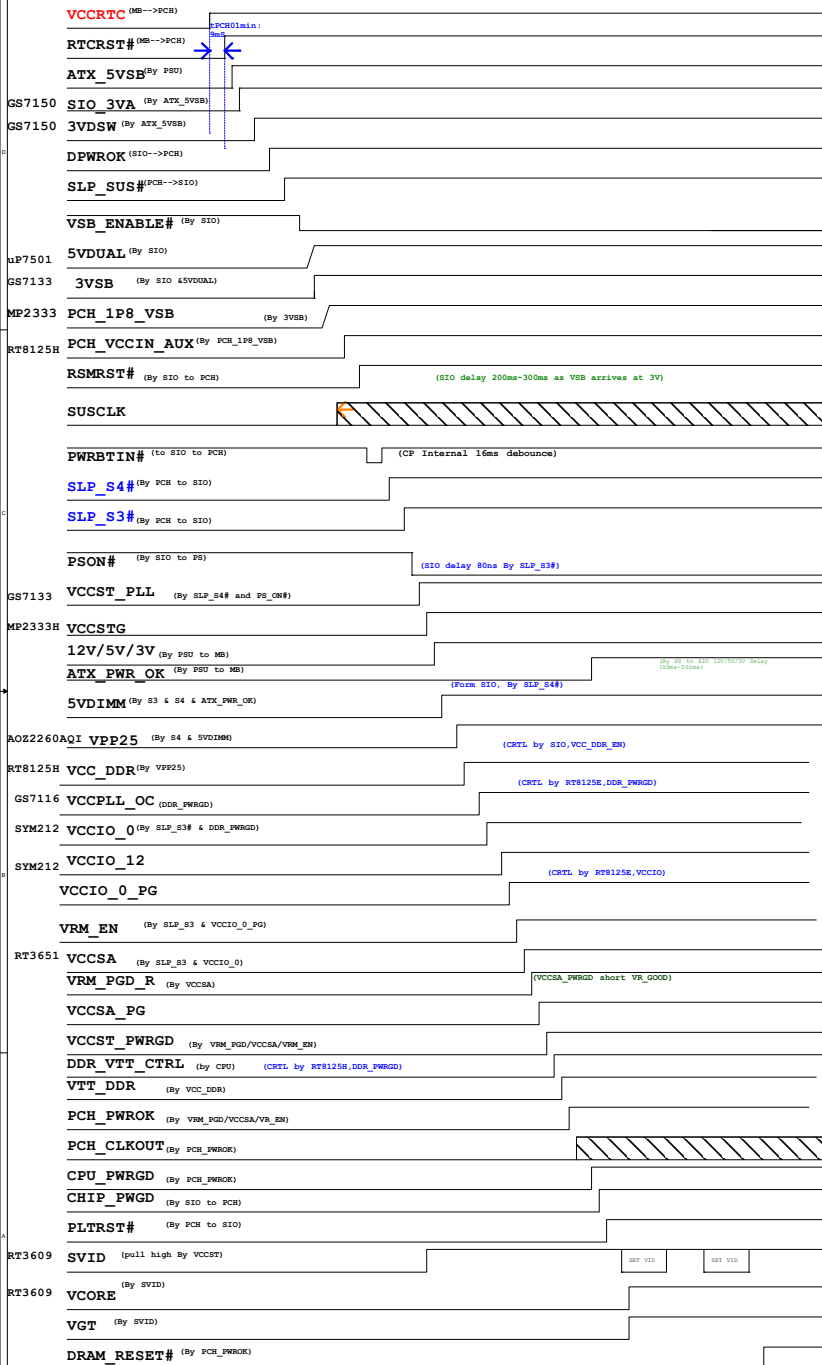 VCCRTC (MB-->PCH)
tPCH01min:
9mS
RTCRST# (MB-->PCH)
ATX_5VSB (By PSU)
GS7150 SIO_3VA (By ATX_5VSB)
GS7150 3VDSW (By ATX_5VSB)
D
DPWROK (SIO-->PCH)
SLP_SUS# (PCH-->SIO)
VSB_ENABLE# (By SIO)
uP7501 5VDUAL (By SIO)
GS7133 3VSB (By SIO &5VDUAL)
MP2333 PCH_1P8_VSB (By 3VSB)
RT8125H PCH_VCCIN_AUX (By PCH_1P8_VSB)
RSMRST# (By SIO to PCH) (SIO delay 200ms~300ms as VSB arrives at 3V)
SUSCLK
PWRBTIN# (to SIO to PCH) (CP Internal 16ms debounce)
SLP_S4# (By PCH to SIO)
C
SLP_S3# (By PCH to SIO)
PSON# (By SIO to PS) (SIO delay 80ns By SLP_S3#)
GS7133 VCCST_PLL (By SLP_S4# and PS_ON#)
MP2333H VCCSTG
12V/5V/3V (By PSU to MB)
ATX_PWR_OK (By PSU to MB) (By PS to SIO 12V/5V/3V Delay
100ms-500ms)
(Form SIO, By SLP_S4#)
5VDIMM (By S3 & S4 & ATX_PWR_OK)
AOZ2260AQI VPP25 (By S4 & 5VDIMM) (CRTL by SIO,VCC_DDR_EN)
RT8125H VCC_DDR (By VPP25)
(CRTL by RT8125E,DDR_PWRGD)
GS7116 VCCPLL_OC (DDR_PWRGD)
SYM212 VCCIO_0 (By SLP_S3# & DDR_PWRGD)
SYM212 VCCIO_12
B
(CRTL by RT8125E,VCCIO)
VCCIO_0_PG
VRM_EN (By SLP_S3 & VCCIO_0_PG)
RT3651 VCCSA (By SLP_S3 & VCCIO_0)
VRM_PGD_R (By VCCSA) (VCCSA_PWRGD short VR_GOOD)
VCCSA_PG
VCCST_PWRGD (By VRM_PGD/VCCSA/VRM_EN)
DDR_VTT_CTRL (by CPU) (CRTL by RT8125H,DDR_PWRGD)
VTT_DDR (By VCC_DDR)
PCH_PWROK (By VRM_PGD/VCCSA/VR_EN)
PCH_CLKOUT (By PCH_PWROK)
CPU_PWRGD (By PCH_PWROK)
CHIP_PWGD (By SIO to PCH)
PLTRST# (By PCH to SIO)
A
RT3609 SVID (pull high By VCCST) SET VID SET VID
RT3609 VCORE (By SVID)
VGT (By SVID)
DRAM_RESET# (By PCH_PWROK)